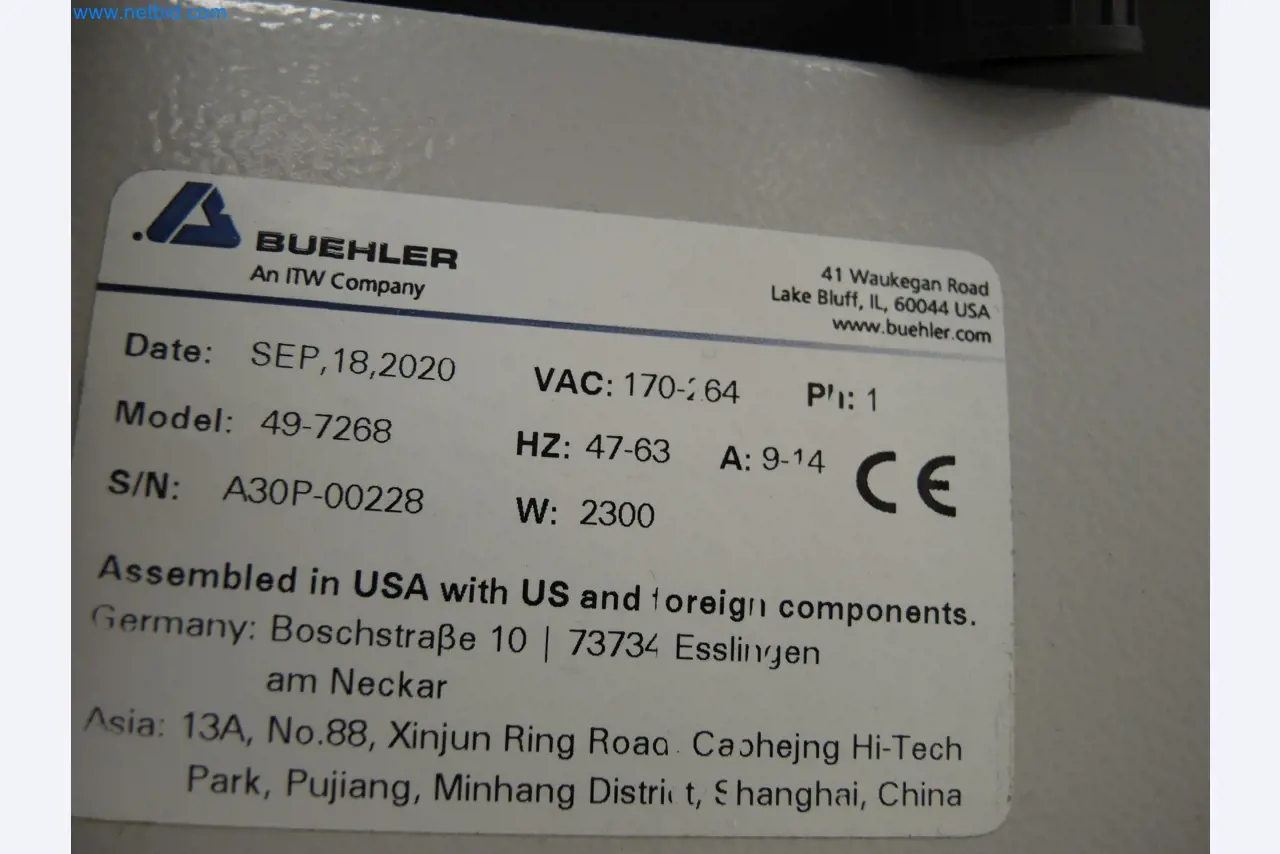 www.netbid.com
BUEHLER
An ITW Company
41 Waukegan Road
Lake Bluff, IL, 60044 USA
www.buehler.com
Date: SEP,18,2020 VAC: 170-264 Ph: 1
Model: 49-7268 HZ: 47-63 A: 9-14 CE
S/N: A30P-00228 W: 2300
Assembled in USA with US and foreign components.
Germany: Boschstraße 10 | 73734 Esslingen
am Neckar
Asia: 13A, No.88, Xinjun Ring Road. Caohejng Hi-Tech
Park, Pujiang, Minhang District, Shanghai, China